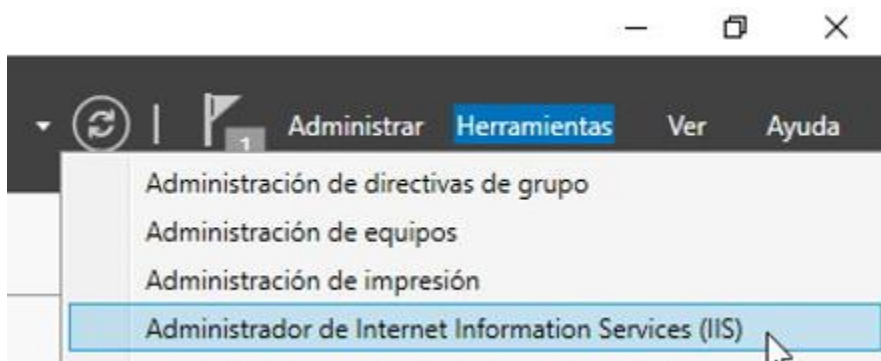 1 Administrar Herramientas Ver Ayuda
Administración de directivas de grupo
Administración de equipos
Administración de impresión
Administrador de Internet Information Services (IIS)